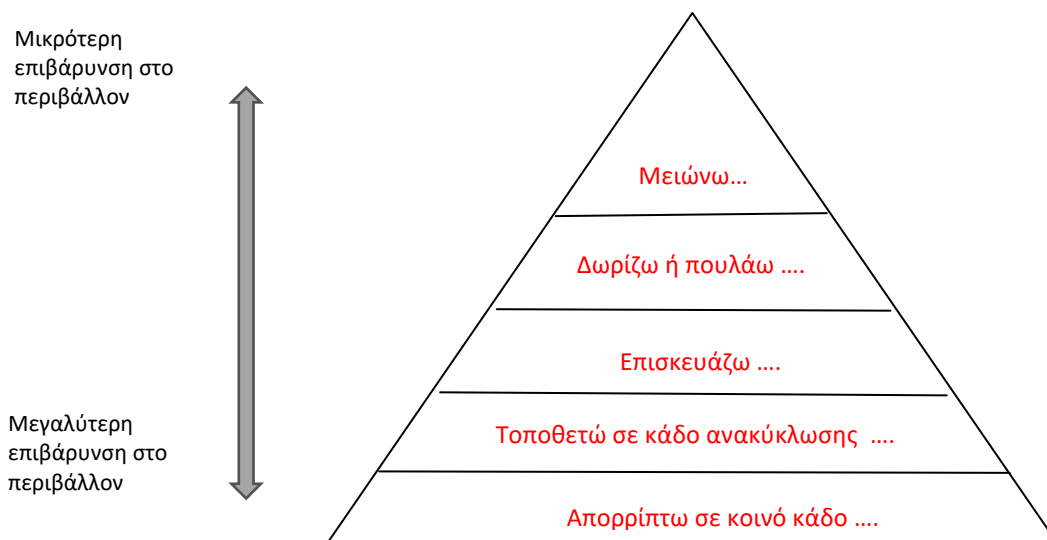 Μικρότερη
επιβάρυνση στο
περιβάλλον
Μειώνω...
Δωρίζω ή πουλάω ....
Επισκευάζω ....
Μεγαλύτερη
επιβάρυνση στο
περιβάλλον
Τοποθετώ σε κάδο ανακύκλωσης ....
Απορρίπτω σε κοινό κάδο ....